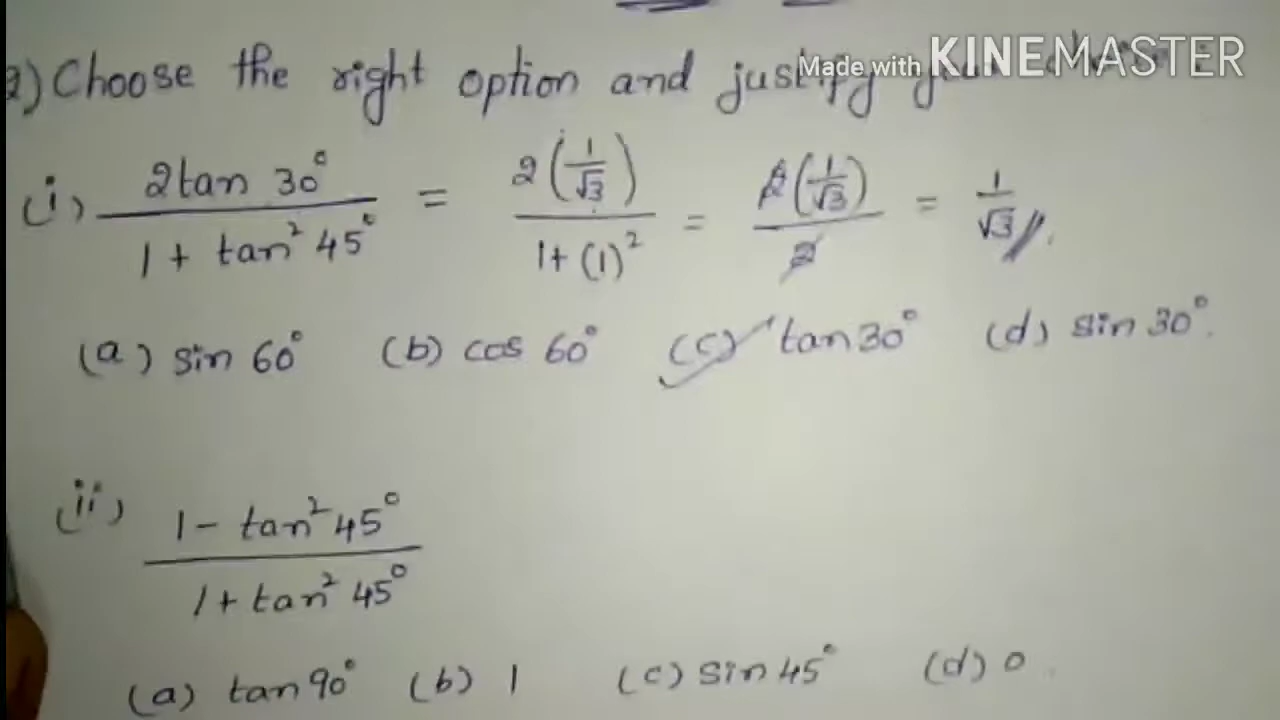 Made with KINEMASTER
2) Choose the right option and justify your
(i) 2tan 30° / 1 + tan² 45° = 2(1/√3) / 1+(1)² = 2(1/√3) / 2 = 1/√3 //.
(a) sin 60° (b) cos 60° (c) tan 30° (d) sin 30°.
(ii) 1 - tan² 45° / 1 + tan² 45°
(a) tan 90° (b) 1 (c) sin 45° (d) 0.